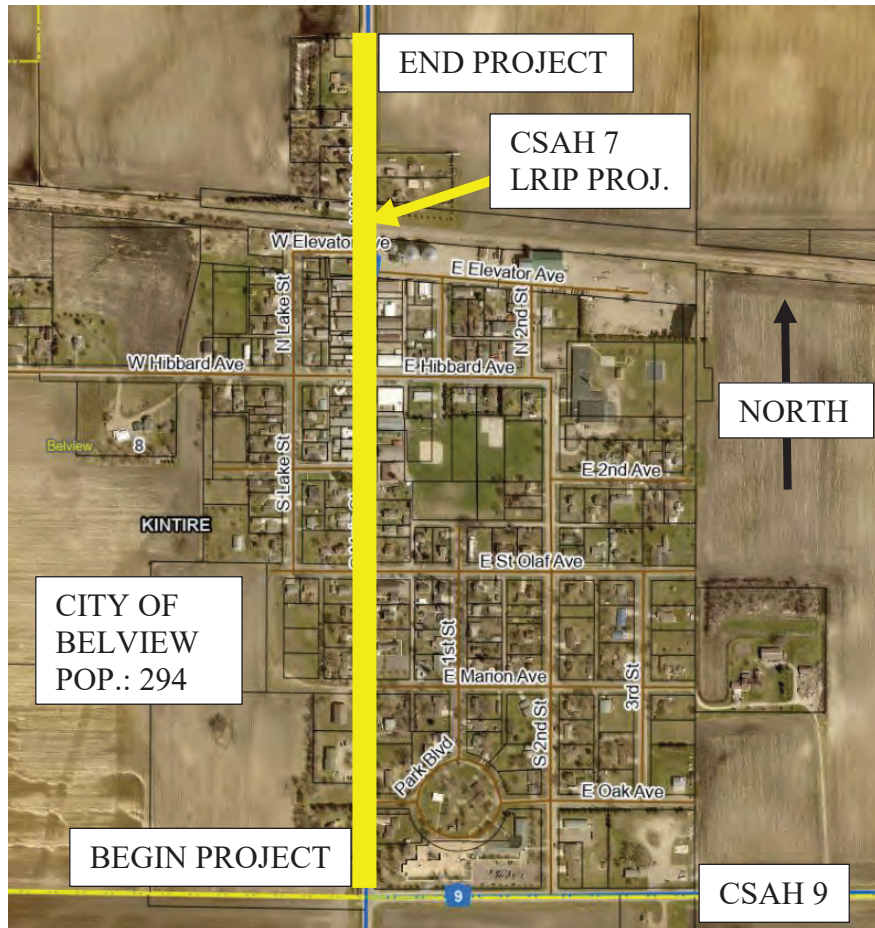 END PROJECT
CSAH 7
LRIP PROJ.
W Elevator Ave
E Elevator Ave
N Lake St
N 2nd St
W Hibbard Ave
E Hibbard Ave
NORTH
Belview
8
E 2nd Ave
S Lake St
KINTIRE
E St Olaf Ave
CITY OF
BELVIEW
POP.: 294
E 1st St
E Marion Ave
3rd St
S 2nd St
Park Blvd
E Oak Ave
BEGIN PROJECT
9
CSAH 9